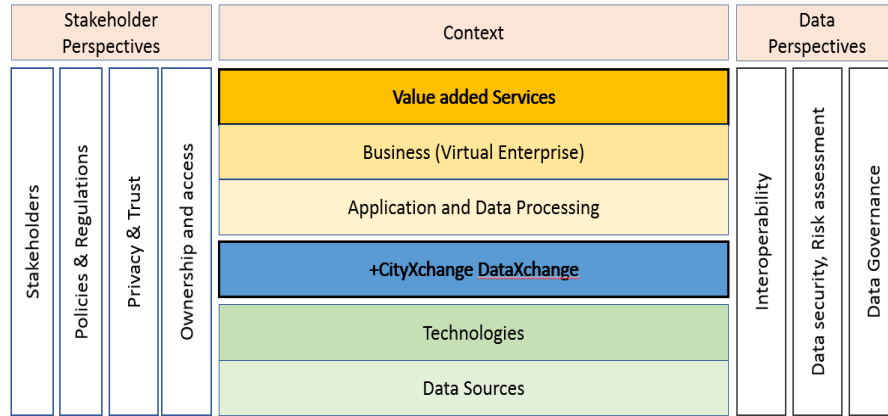 Stakeholder
Perspectives
Context
Data
Perspectives
Stakeholders
Policies & Regulations
Privacy & Trust
Ownership and access
Value added Services
Business (Virtual Enterprise)
Application and Data Processing
+CityXchange DataXchange
Technologies
Data Sources
Interoperability
Data security, Risk assessment
Data Governance